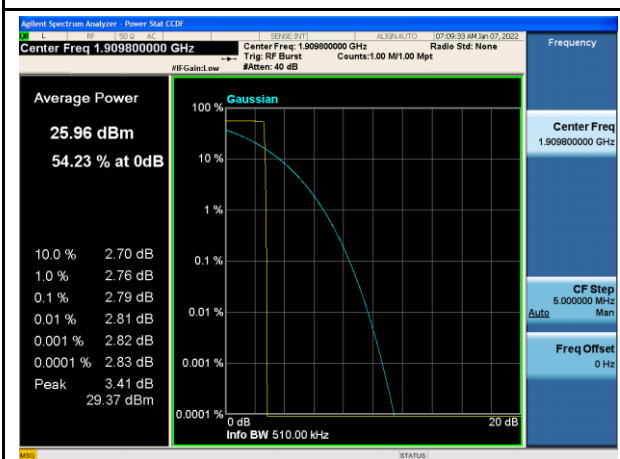 Agilent Spectrum Analyzer - Power Stat CCDF
L RF 50 Ω AC SENSE:INT ALIGN AUTO 07:09:33 AM Jan 07, 2022
Center Freq 1.909800000 GHz
Center Freq: 1.909800000 GHz Radio Std: None
Trig: RF Burst Counts:1.00 M/1.00 Mpt
#IFGain:Low #Atten: 40 dB
Frequency
Average Power
25.96 dBm
54.23 % at 0dB
10.0 % 2.70 dB
1.0 % 2.76 dB
0.1 % 2.79 dB
0.01 % 2.81 dB
0.001 % 2.82 dB
0.0001 % 2.83 dB
Peak 3.41 dB
29.37 dBm
Gaussian
100 %
10 %
1 %
0.1 %
0.01 %
0.001 %
0.0001 %
0 dB 20 dB
Info BW 510.00 kHz
Center Freq
1.909800000 GHz
CF Step
5.000000 MHz
Auto Man
Freq Offset
0 Hz
MSG STATUS